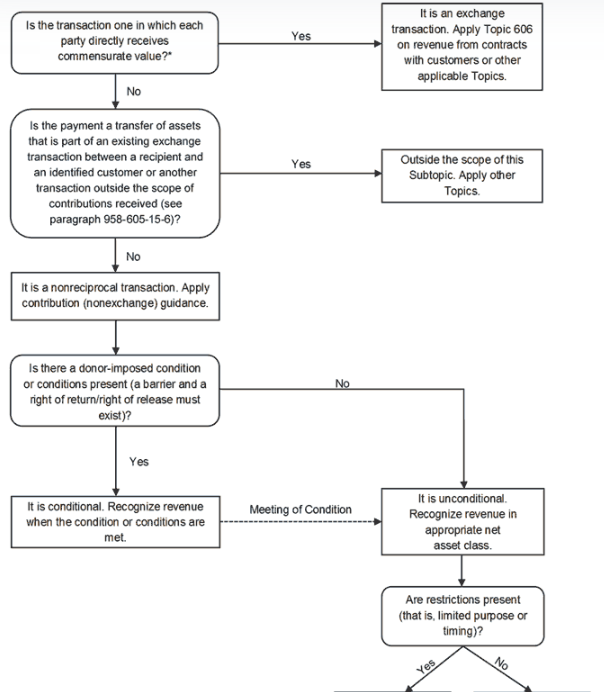 Is the transaction one in which each
party directly receives
commensurate value?*
Yes
It is an exchange
transaction. Apply Topic 606
on revenue from contracts
with customers or other
applicable Topics.
No
Is the payment a transfer of assets
that is part of an existing exchange
transaction between a recipient and
an identified customer or another
transaction outside the scope of
contributions received (see
paragraph 958-605-15-6)?
Yes
Outside the scope of this
Subtopic. Apply other
Topics.
No
It is a nonreciprocal transaction. Apply
contribution (nonexchange) guidance.
Is there a donor-imposed condition
or conditions present (a barrier and a
right of return/right of release must
exist)?
No
Yes
It is conditional. Recognize revenue
when the condition or conditions are
met.
Meeting of Condition
It is unconditional.
Recognize revenue in
appropriate net
asset class.
Are restrictions present
(that is, limited purpose or
timing)?
Yes
No